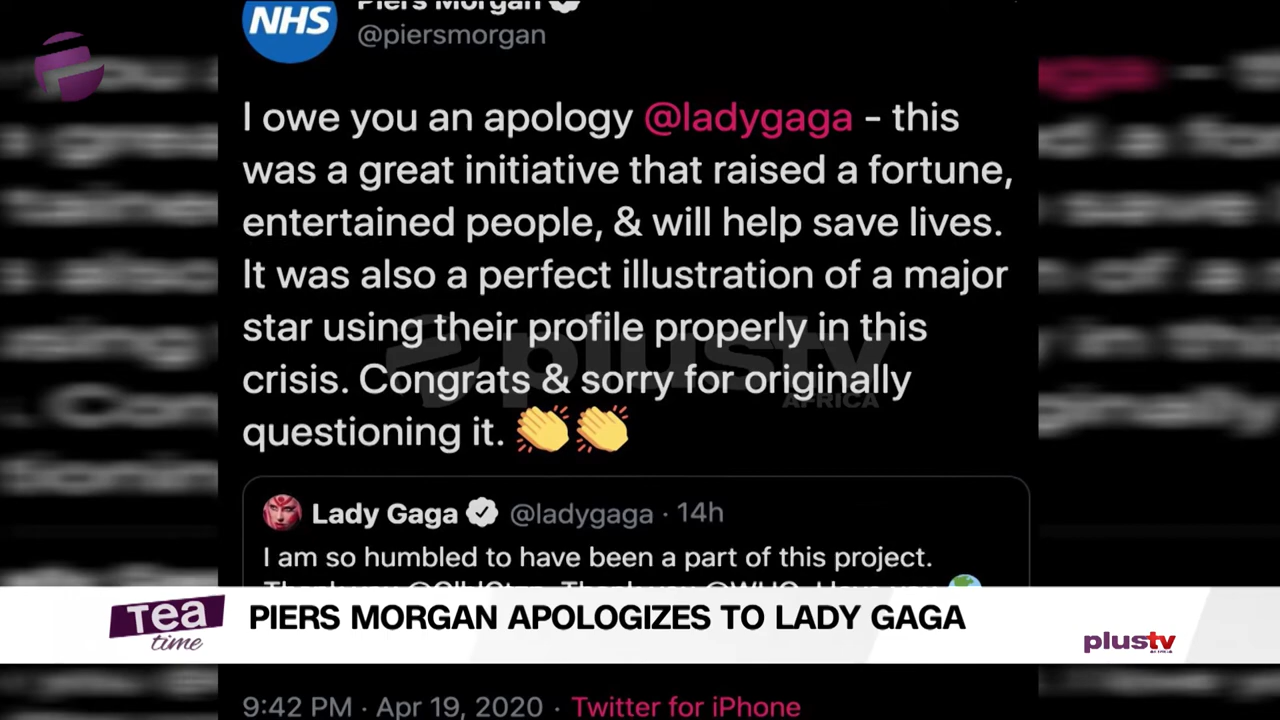 NHS
Piers Morgan
@piersmorgan
I owe you an apology @ladygaga - this
was a great initiative that raised a fortune,
entertained people, & will help save lives.
It was also a perfect illustration of a major
star using their profile properly in this
crisis. Congrats & sorry for originally
questioning it. 👏👏
plustv
AFRICA
Lady Gaga @ladygaga · 14h
I am so humbled to have been a part of this project.
Tea
time
PIERS MORGAN APOLOGIZES TO LADY GAGA
plustv
9:42 PM · Apr 19, 2020 · Twitter for iPhone